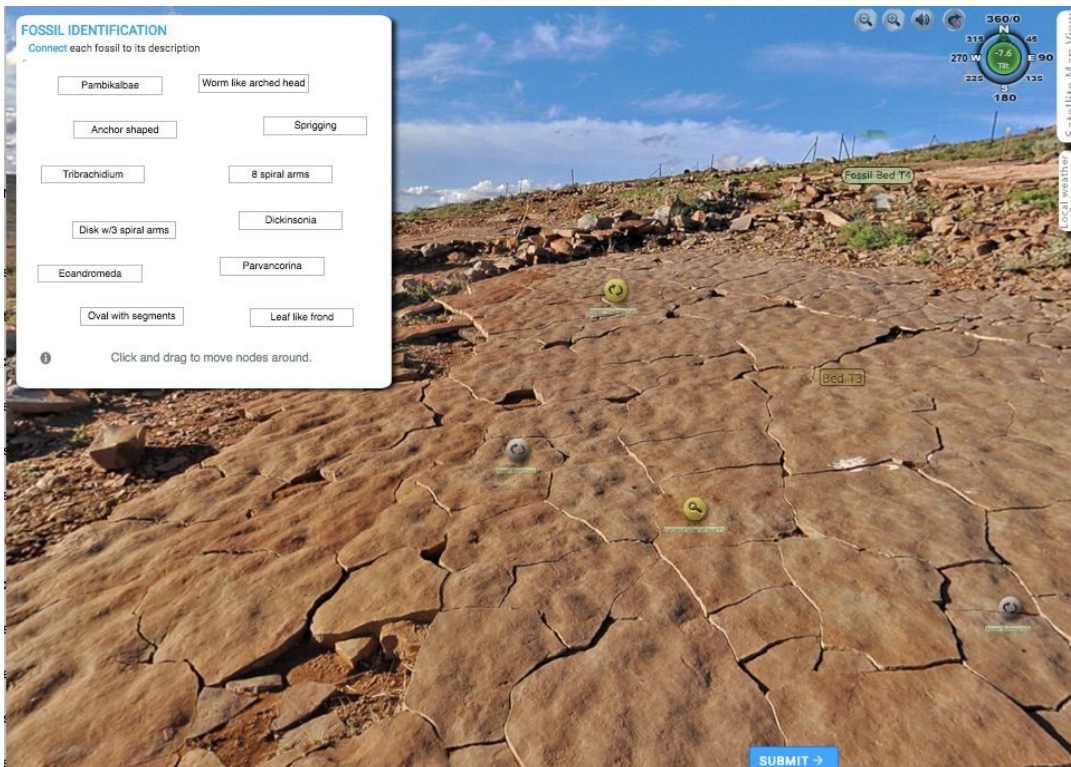 FOSSIL IDENTIFICATION
Connect each fossil to its description
Pambikalbae
Worm like arched head
Anchor shaped
Sprigging
Tribrachidium
8 spiral arms
Disk w/3 spiral arms
Dickinsonia
Eoandromeda
Parvancorina
Oval with segments
Leaf like frond
Click and drag to move nodes around.
360/0
N
315
45
270 W
-7.6
E 90
Tilt
225
135
S
180
Satellite Map View
Local weather
Fossil Bed T4
Bed T3
SUBMIT →